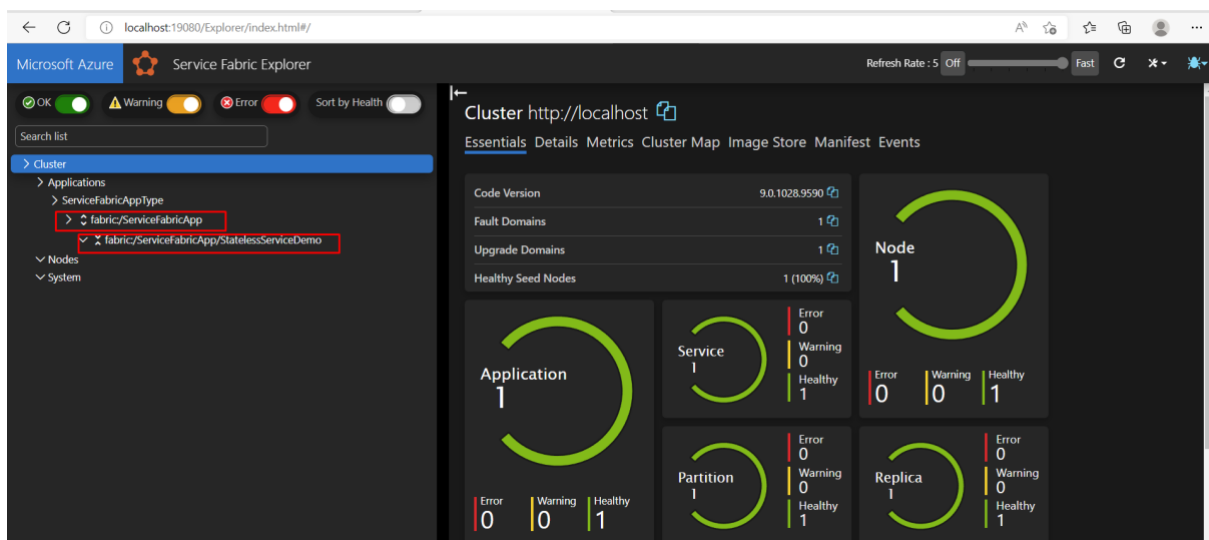 localhost:19080/Explorer/index.html#/
Microsoft Azure Service Fabric Explorer Refresh Rate : 5 Off Fast
OK Warning Error Sort by Health
Search list
Cluster
Applications
ServiceFabricAppType
fabric:/ServiceFabricApp
fabric:/ServiceFabricApp/StatelessServiceDemo
Nodes
System
Cluster http://localhost
Essentials Details Metrics Cluster Map Image Store Manifest Events
Code Version 9.0.1028.9590
Fault Domains 1
Upgrade Domains 1
Healthy Seed Nodes 1 (100%)
Node
1
Error Warning Healthy
0 0 1
Application
1
Error Warning Healthy
0 0 1
Service
1
Error
0
Warning
0
Healthy
1
Partition
1
Error
0
Warning
0
Healthy
1
Replica
1
Error
0
Warning
0
Healthy
1